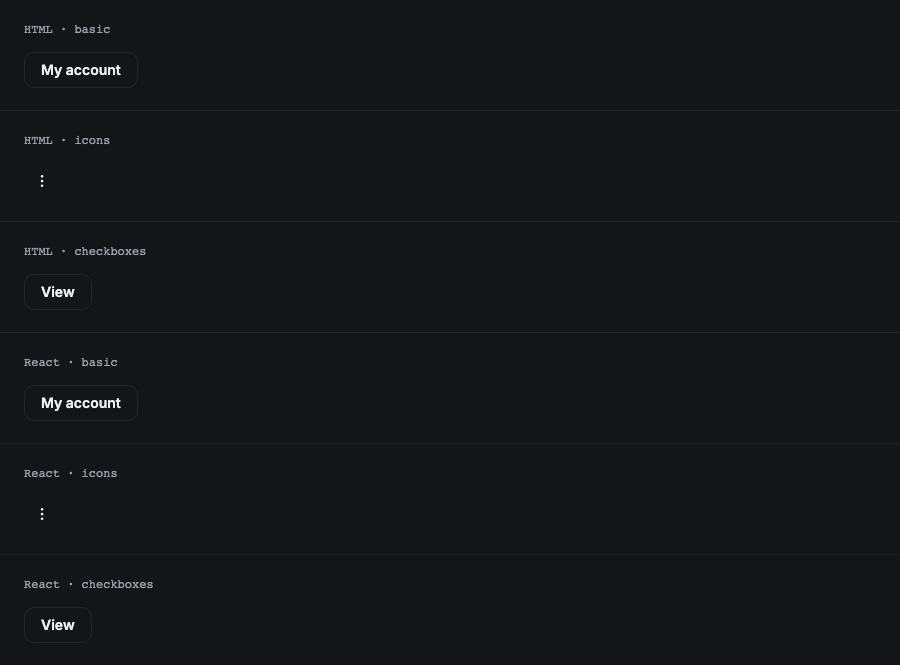 HTML · basic
My account
HTML · icons
HTML · checkboxes
View
React · basic
My account
React · icons
React · checkboxes
View